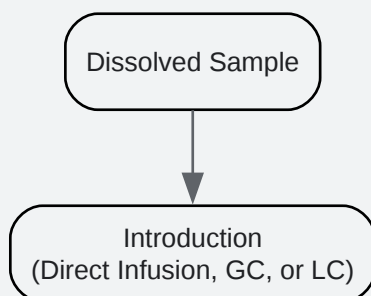 Dissolved Sample
Introduction
(Direct Infusion, GC, or LC)